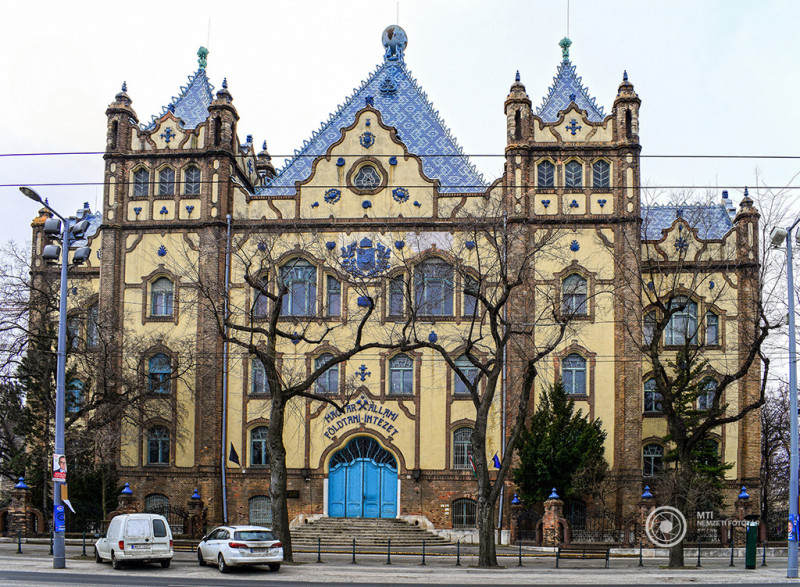 MAGYAR ÁLLAMI
FÖLDTANI·INTÉZET
MTI
NEMZETI FOTÓTÁR